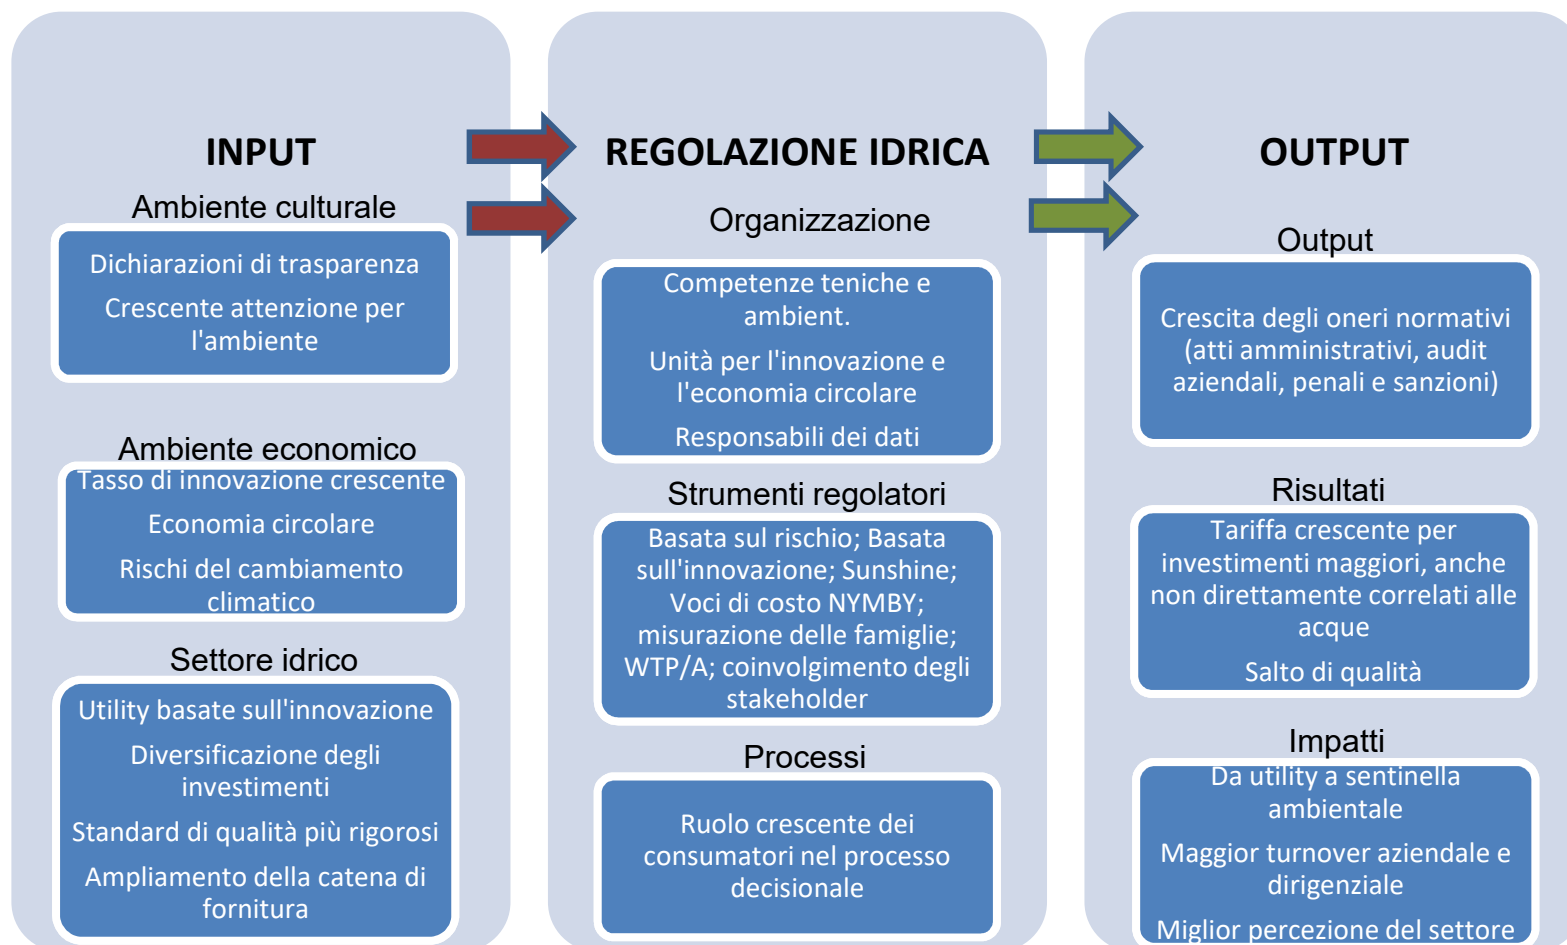 INPUT
Ambiente culturale
Dichiarazioni di trasparenza
Crescente attenzione per
l'ambiente
Ambiente economico
Tasso di innovazione crescente
Economia circolare
Rischi del cambiamento
climatico
Settore idrico
Utility basate sull'innovazione
Diversificazione degli
investimenti
Standard di qualità più rigorosi
Ampliamento della catena di
fornitura
REGOLAZIONE IDRICA
Organizzazione
Competenze teniche e
ambient.
Unità per l'innovazione e
l'economia circolare
Responsabili dei dati
Strumenti regolatori
Basata sul rischio; Basata
sull'innovazione; Sunshine;
Voci di costo NYMBY;
misurazione delle famiglie;
WTP/A; coinvolgimento degli
stakeholder
Processi
Ruolo crescente dei
consumatori nel processo
decisionale
OUTPUT
Output
Crescita degli oneri normativi
(atti amministrativi, audit
aziendali, penali e sanzioni)
Risultati
Tariffa crescente per
investimenti maggiori, anche
non direttamente correlati alle
acque
Salto di qualità
Impatti
Da utility a sentinella
ambientale
Maggior turnover aziendale e
dirigenziale
Miglior percezione del settore